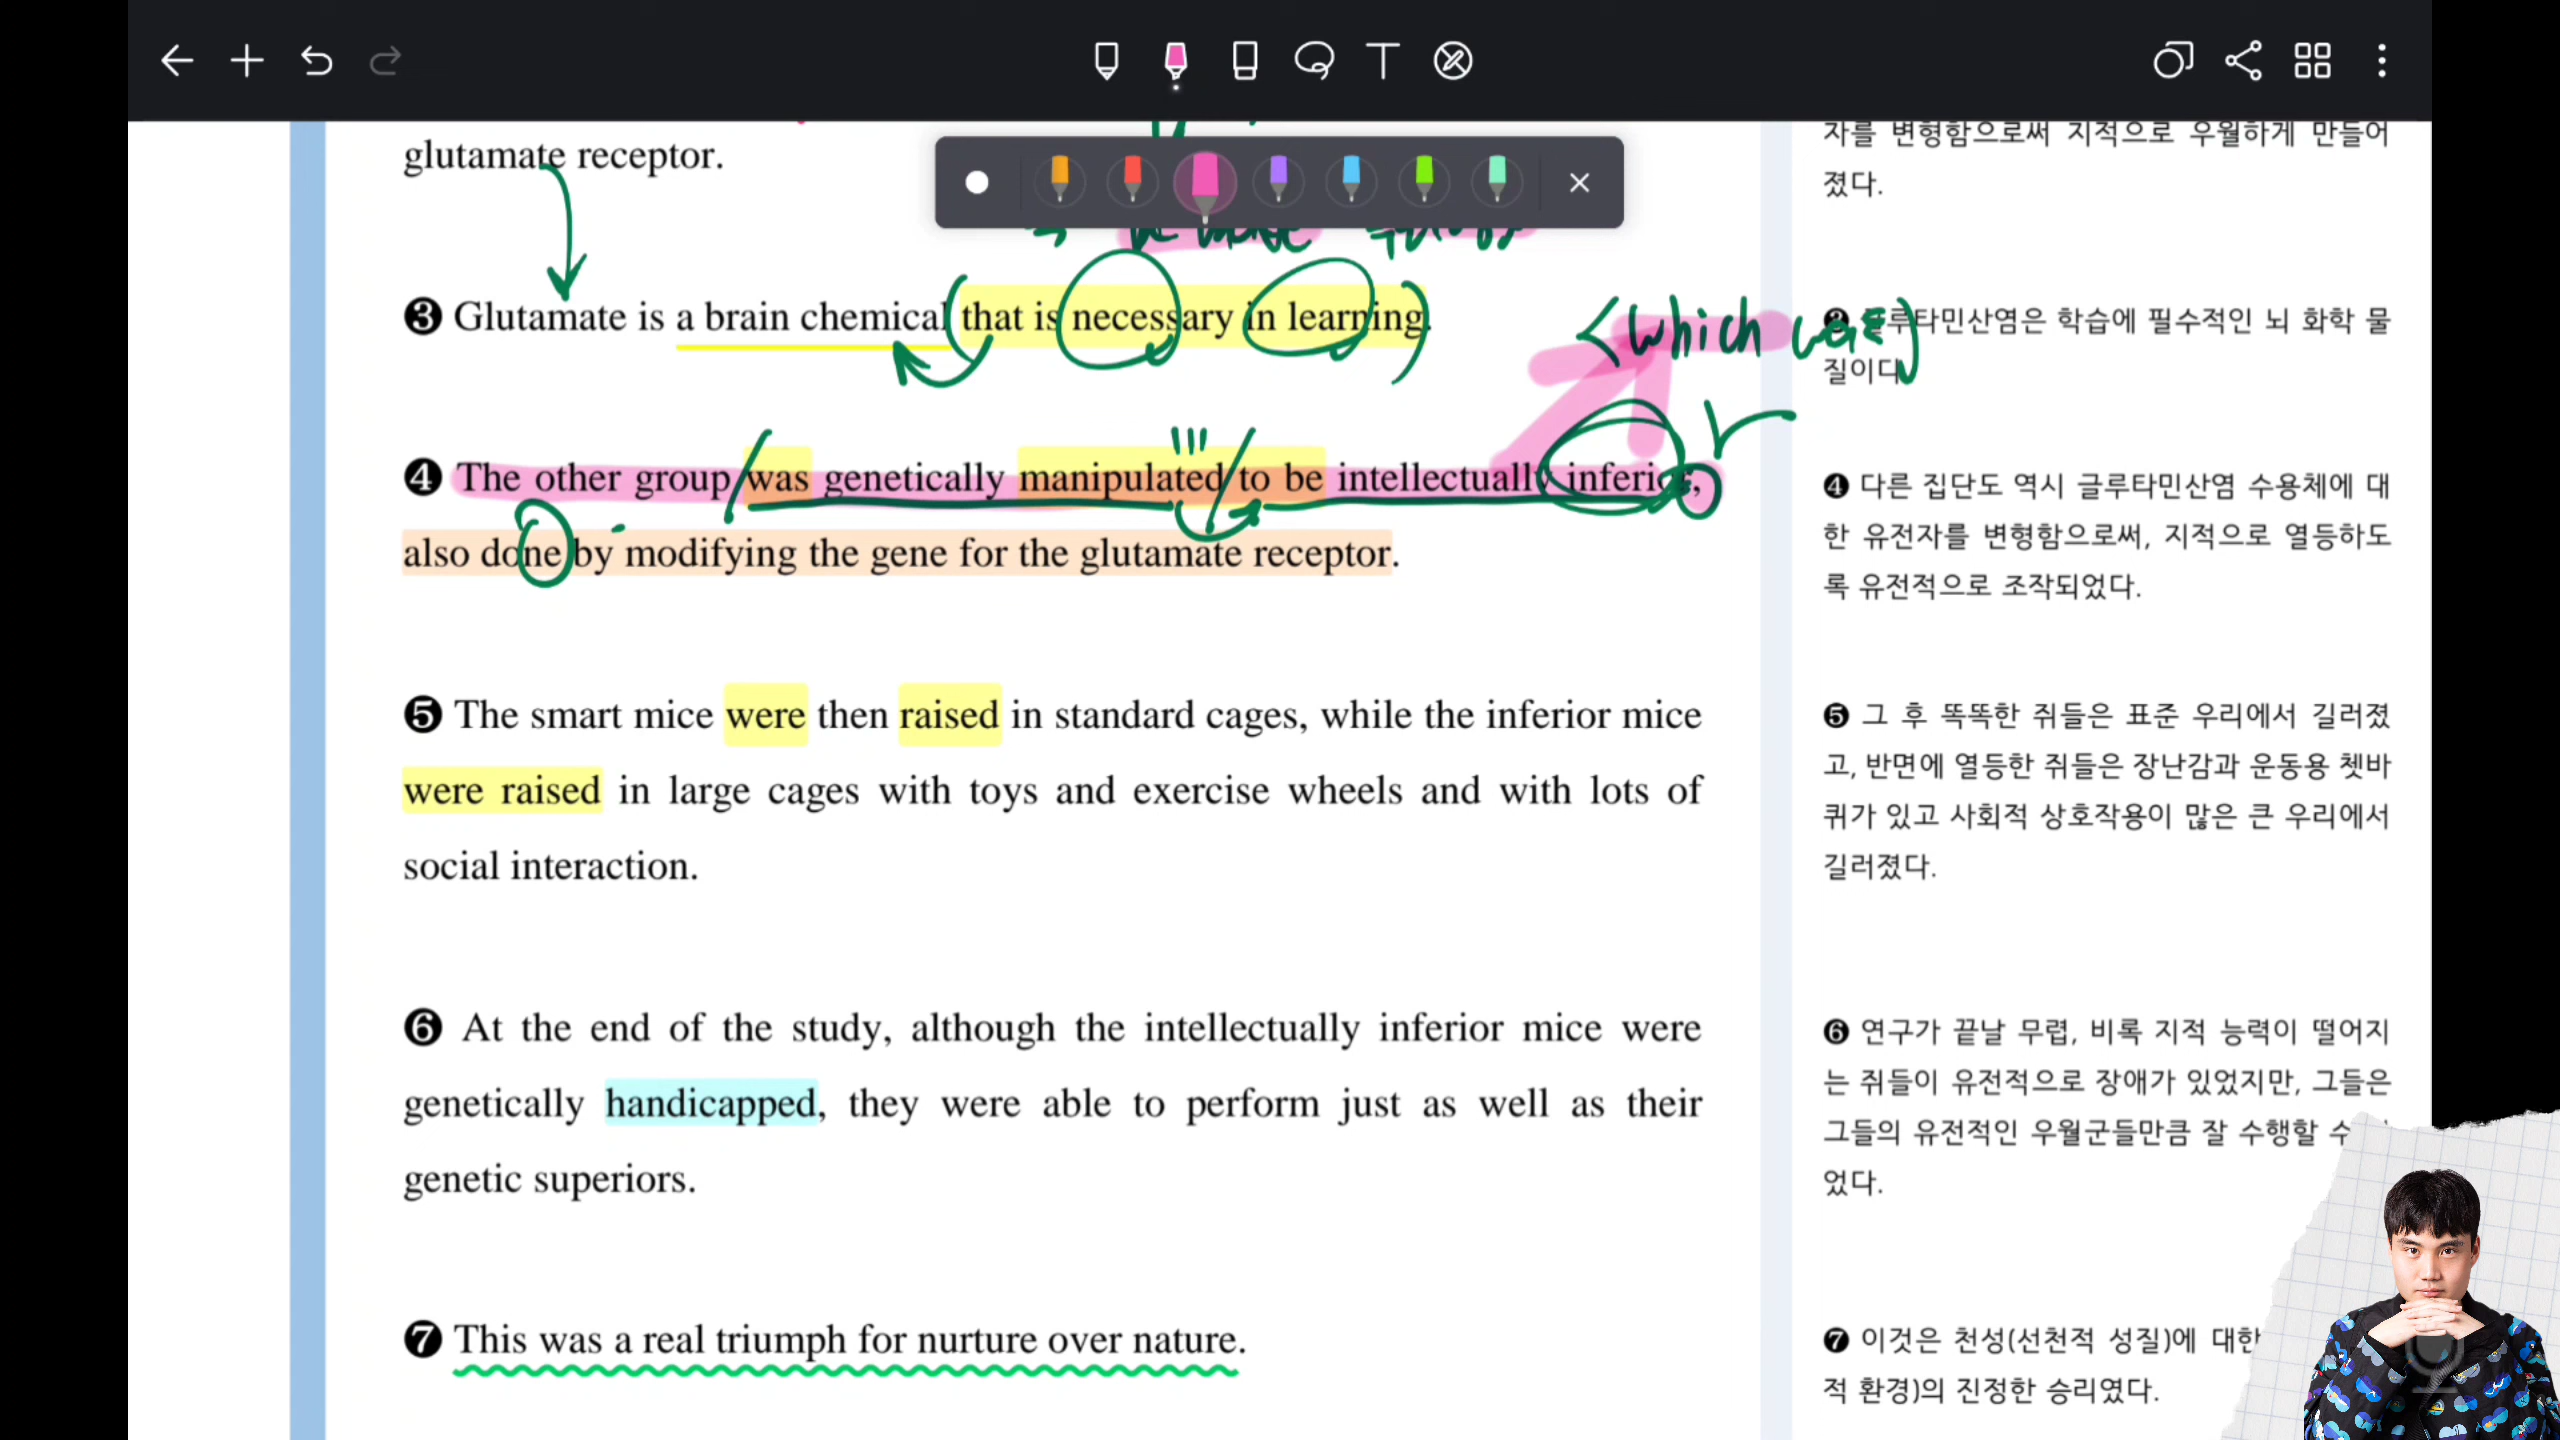 glutamate receptor.
❸ Glutamate is a brain chemical that is necessary in learning.
(which was)
❹ The other group was genetically manipulated to be intellectually inferior,
also done by modifying the gene for the glutamate receptor.
❺ The smart mice were then raised in standard cages, while the inferior mice
were raised in large cages with toys and exercise wheels and with lots of
social interaction.
❻ At the end of the study, although the intellectually inferior mice were
genetically handicapped, they were able to perform just as well as their
genetic superiors.
❼ This was a real triumph for nurture over nature.
자를 변형함으로써 지적으로 우월하게 만들어
졌다.
❸ 글루타민산염은 학습에 필수적인 뇌 화학 물
질이다.
❹ 다른 집단도 역시 글루타민산염 수용체에 대
한 유전자를 변형함으로써, 지적으로 열등하도
록 유전적으로 조작되었다.
❺ 그 후 똑똑한 쥐들은 표준 우리에서 길러졌
고, 반면에 열등한 쥐들은 장난감과 운동용 쳇바
퀴가 있고 사회적 상호작용이 많은 큰 우리에서
길러졌다.
❻ 연구가 끝날 무렵, 비록 지적 능력이 떨어지
는 쥐들이 유전적으로 장애가 있었지만, 그들은
그들의 유전적인 우월군들만큼 잘 수행할 수
었다.
❼ 이것은 천성(선천적 성질)에 대한
적 환경)의 진정한 승리였다.